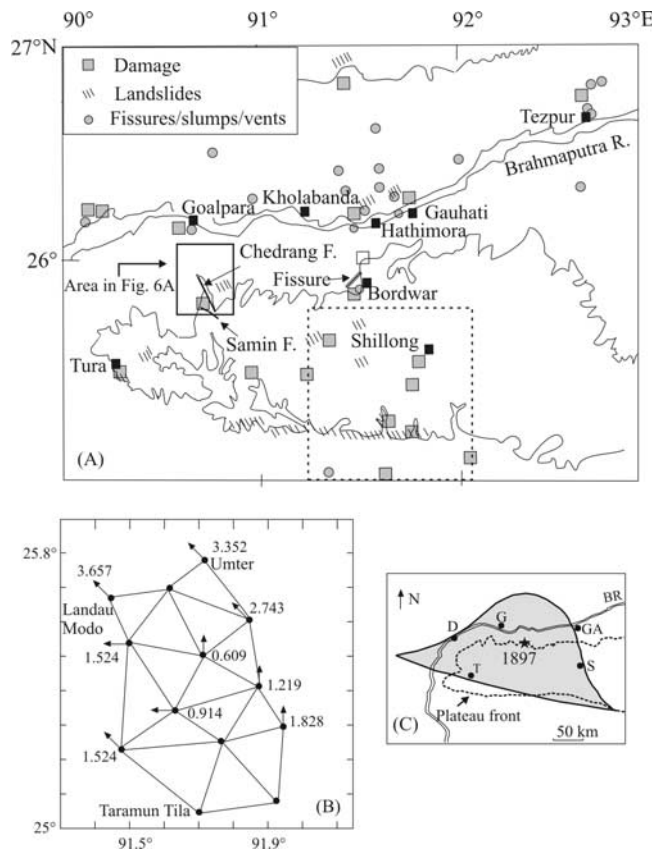 90° 91° 92° 93°E
27°N
Damage
Landslides
Fissures/slumps/vents
Tezpur
Brahmaputra R.
Kholabanda
Goalpara
Gauhati
Hathimora
26°
Chedrang F.
Fissure
Area in Fig. 6A
Bordwar
Samin F.
Shillong
Tura
(A)
90 91 92
25.8°
3.352
Umter
3.657
Landau
Modo
2.743
1.524
0.609
1.219
0.914
1.828
1.524
Taramun Tila
(B)
25°
91.5° 91.9°
N
BR
D
G
GA
1897
T
S
Plateau front
50 km
(C)